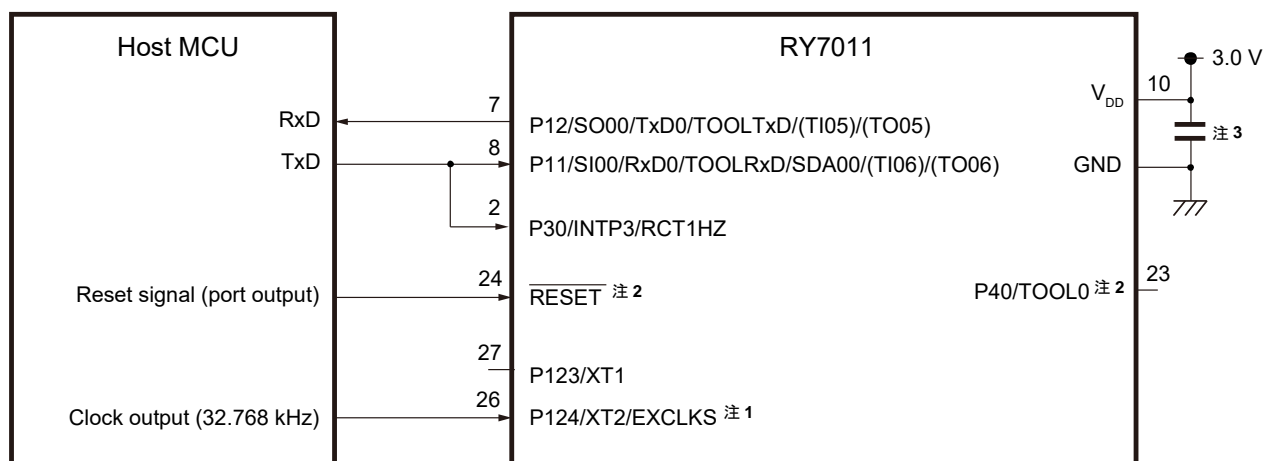 Host MCU
RY7011
3.0 V
10
V_DD
7
RxD
P12/SO00/TxD0/TOOLTxD/(TI05)/(TO05)
注 3
8
TxD
P11/SI00/RxD0/TOOLRxD/SDA00/(TI06)/(TO06)
GND
2
P30/INTP3/RCT1HZ
24
23
Reset signal (port output)
RESET 注 2
P40/TOOL0 注 2
27
P123/XT1
26
Clock output (32.768 kHz)
P124/XT2/EXCLKS 注 1